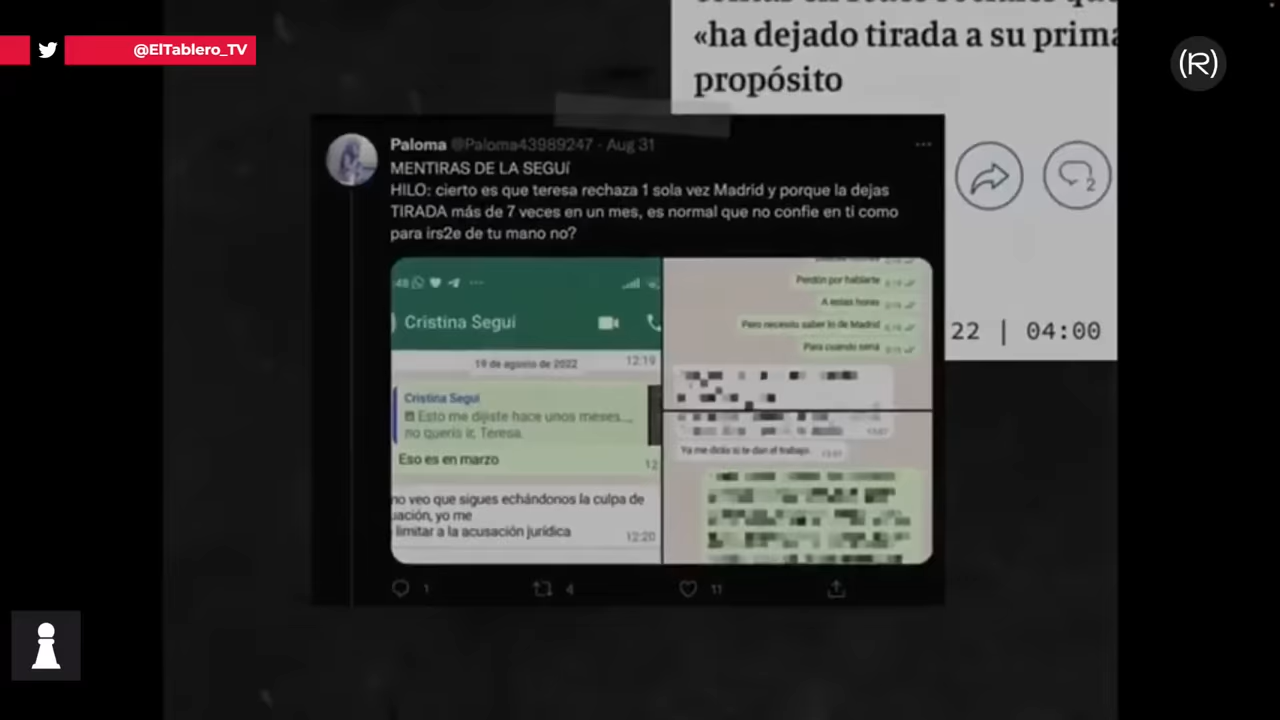 @ElTablero_TV
«ha dejado tirada a su prima
propósito
(R)
2
22 | 04:00
Paloma @Paloma43989247 · Aug 31
MENTIRAS DE LA SEGUí
HILO: cierto es que teresa rechaza 1 sola vez Madrid y porque la dejas
TIRADA más de 7 veces en un mes, es normal que no confie en ti como
para irs2e de tu mano no?
48
Cristina Seguí
19 de agosto de 2022
12:19
Cristina Seguí
Esto me dijiste hace unos meses...
no querís ir, Teresa.
Eso es en marzo
12
no veo que sigues echándonos la culpa de
uación, yo me
limitar a la acusación jurídica
12:20
Perdón por hablarte
A estas horas
Pero necesito saber lo de Madrid
Para cuando será
Ya me dirás si te dan el trabajo
1
4
11